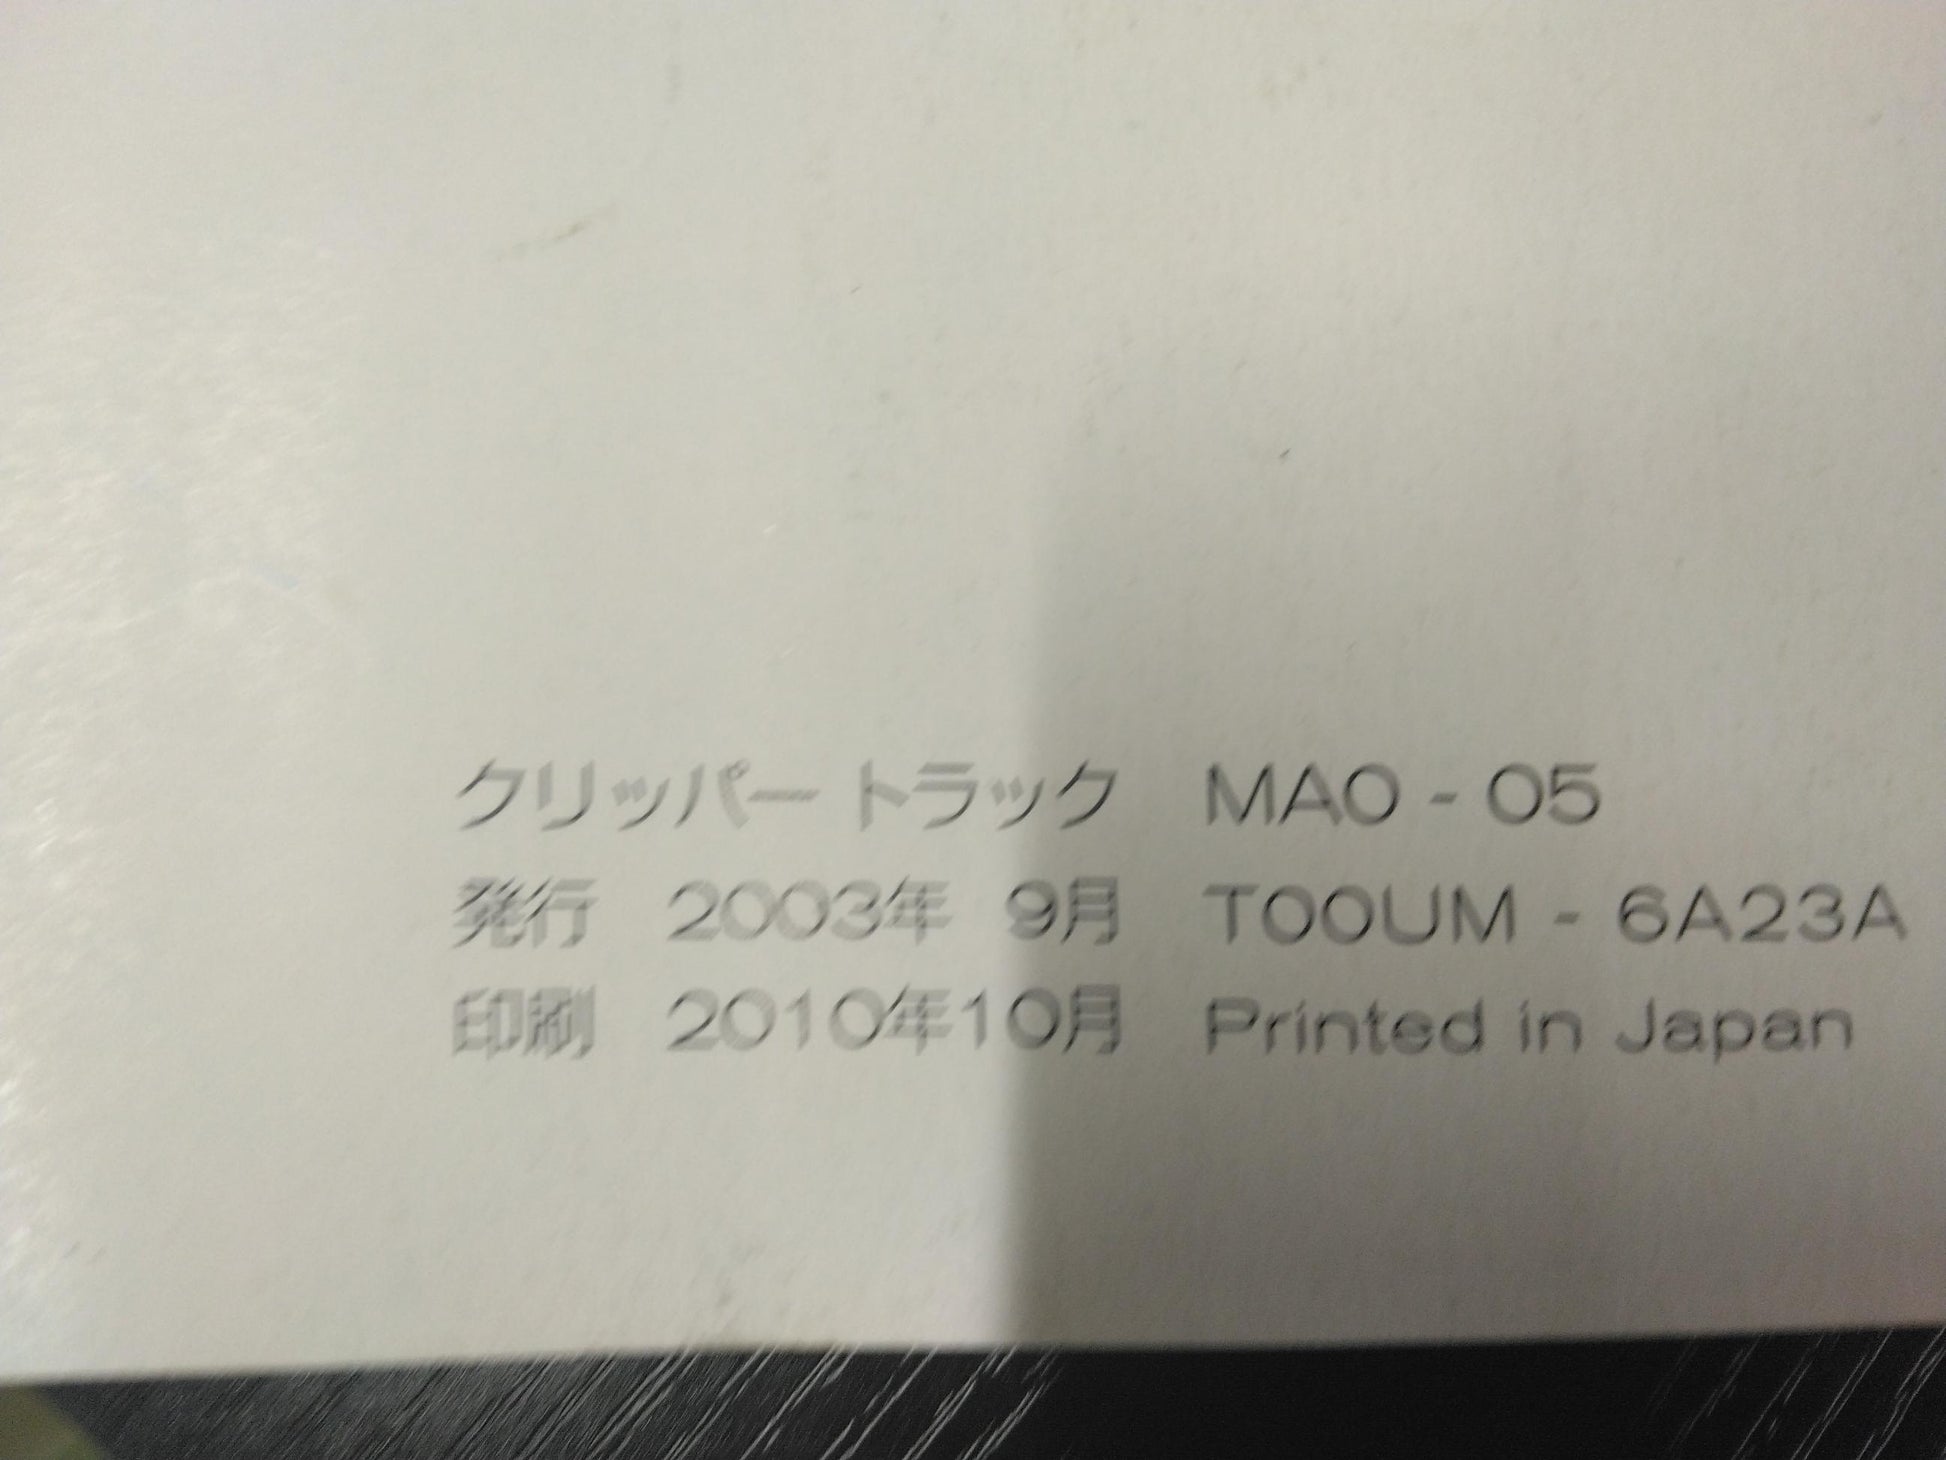 クリッパー トラック MA0 - 05
発行 2003年 9月 T00UM - 6A23A
印刷 2010年10月 Printed in Japan